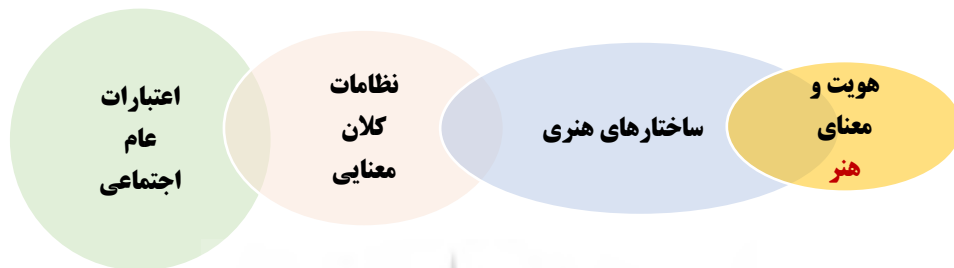 هویت و
معنای
هنر
ساختارهای هنری
نظامات
کلان
معنایی
اعتبارات
عام
اجتماعی